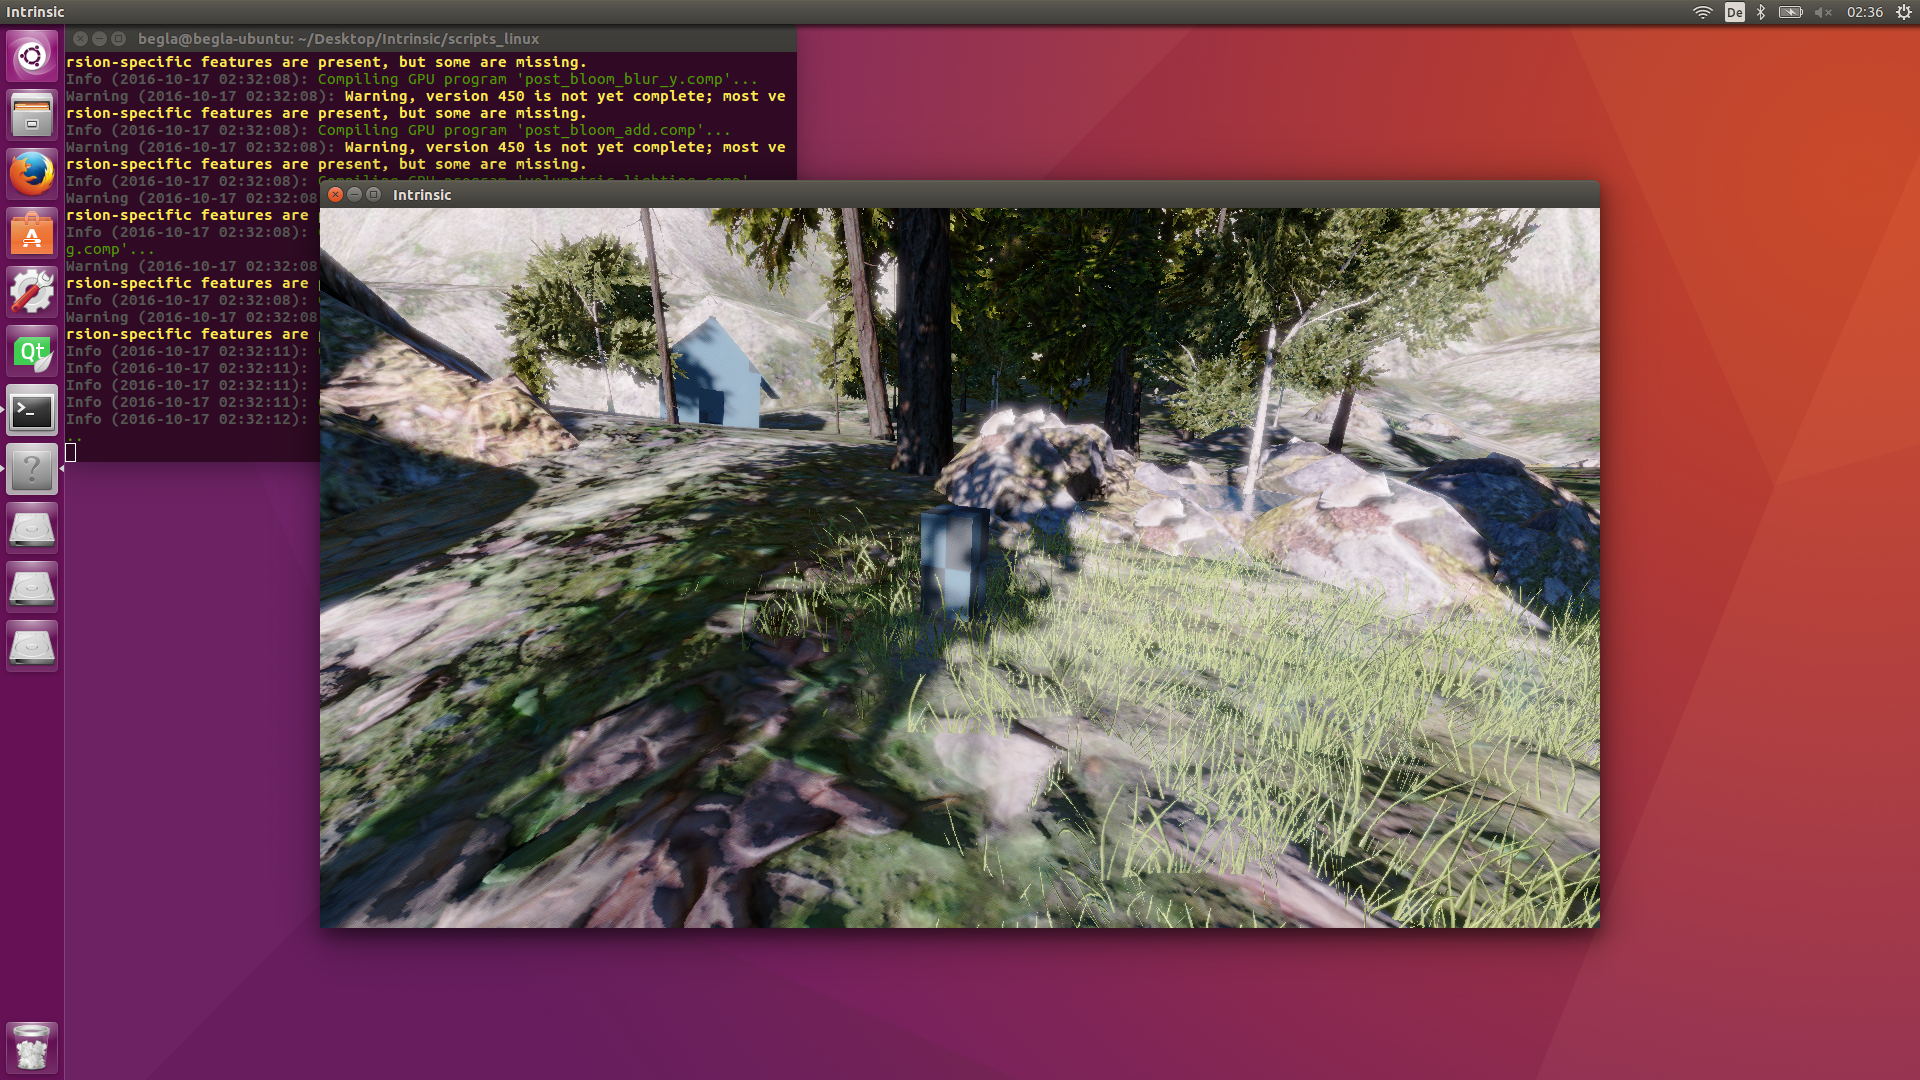 Intrinsic
De
02:36
begla@begla-ubuntu: ~/Desktop/Intrinsic/scripts_linux
rsion-specific features are present, but some are missing.
Info (2016-10-17 02:32:08): Compiling GPU program 'post_bloom_blur_y.comp'...
Warning (2016-10-17 02:32:08): Warning, version 450 is not yet complete; most ve
rsion-specific features are present, but some are missing.
Info (2016-10-17 02:32:08): Compiling GPU program 'post_bloom_add.comp'...
Warning (2016-10-17 02:32:08): Warning, version 450 is not yet complete; most ve
rsion-specific features are present, but some are missing.
Info (2016-10-17 02:32:08): Compiling GPU program 'volumetric_lighting.comp'
Warning (2016-10-17 02:32:08
rsion-specific features are
Info (2016-10-17 02:32:08):
g.comp'...
Warning (2016-10-17 02:32:08
rsion-specific features are
Info (2016-10-17 02:32:08):
Warning (2016-10-17 02:32:08
rsion-specific features are
Info (2016-10-17 02:32:11):
Info (2016-10-17 02:32:11):
Info (2016-10-17 02:32:11):
Info (2016-10-17 02:32:11):
Info (2016-10-17 02:32:12):
..
Intrinsic
Qt
>_
?